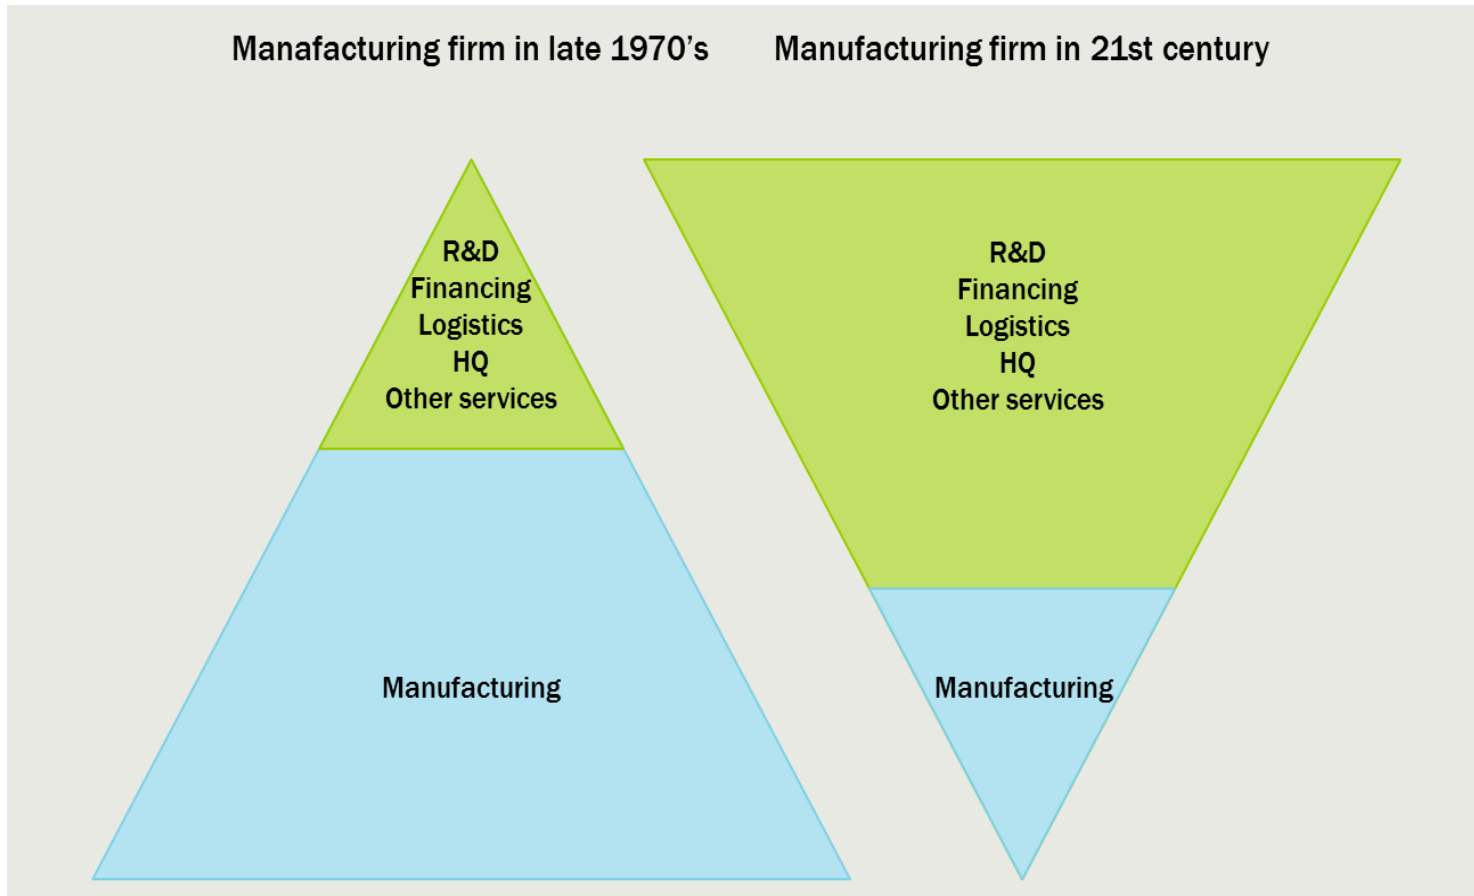 Manafacturing firm in late 1970's
Manufacturing firm in 21st century
R&D
Financing
Logistics
HQ
Other services
Manufacturing
R&D
Financing
Logistics
HQ
Other services
Manufacturing